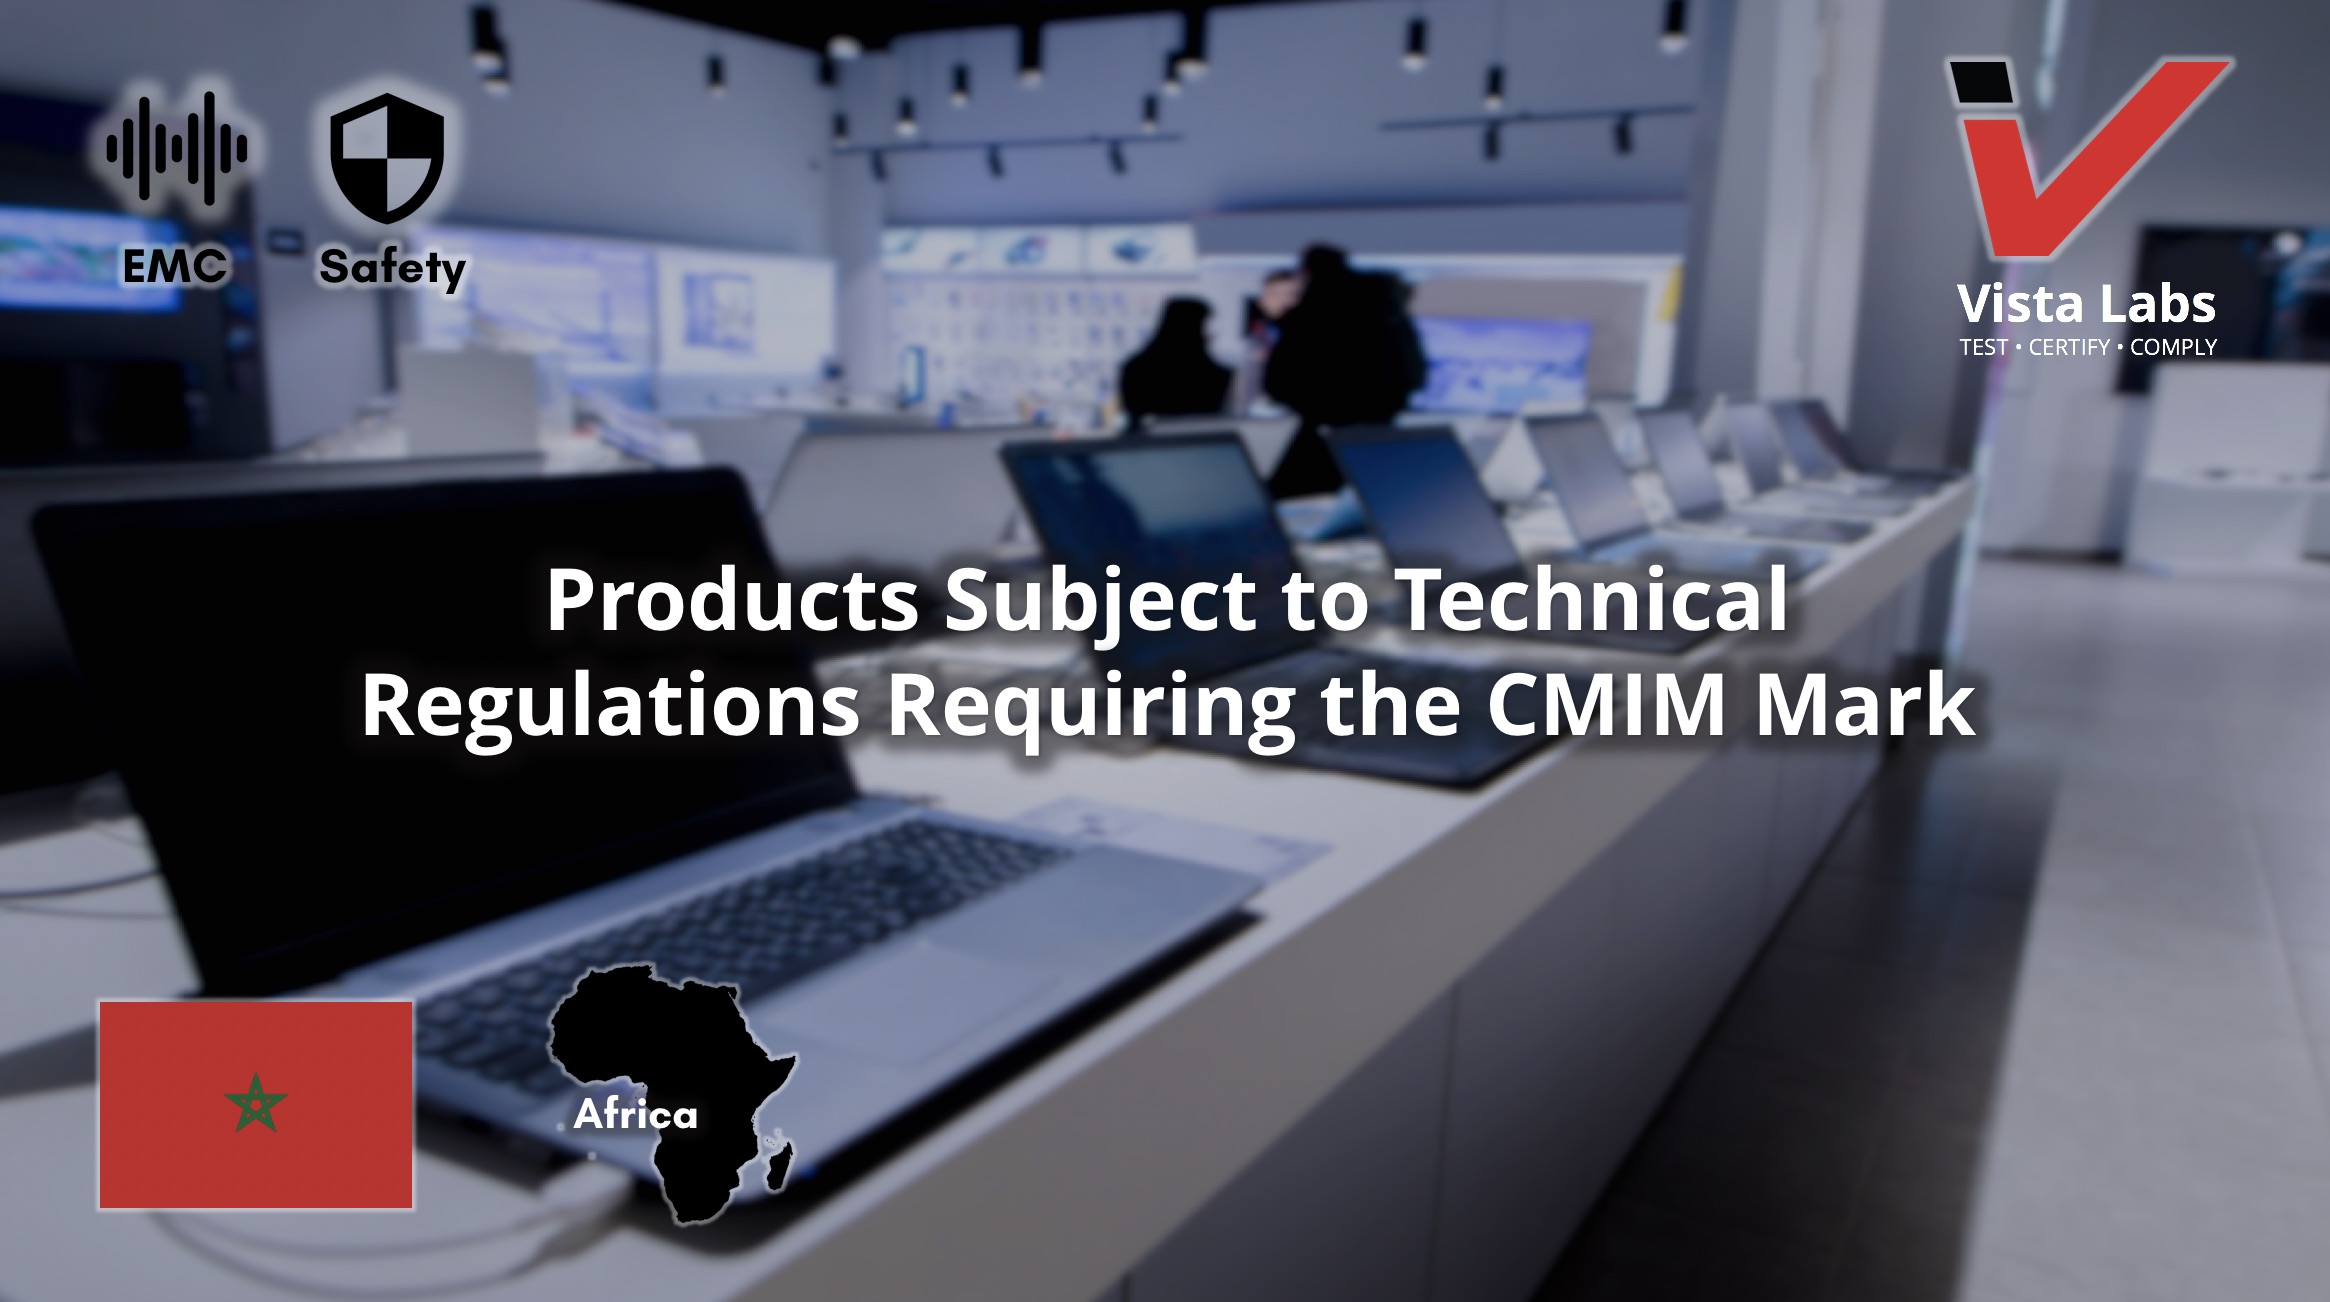 EMC
Safety
Vista Labs
TEST • CERTIFY • COMPLY
Products Subject to Technical
Regulations Requiring the CMIM Mark
Africa